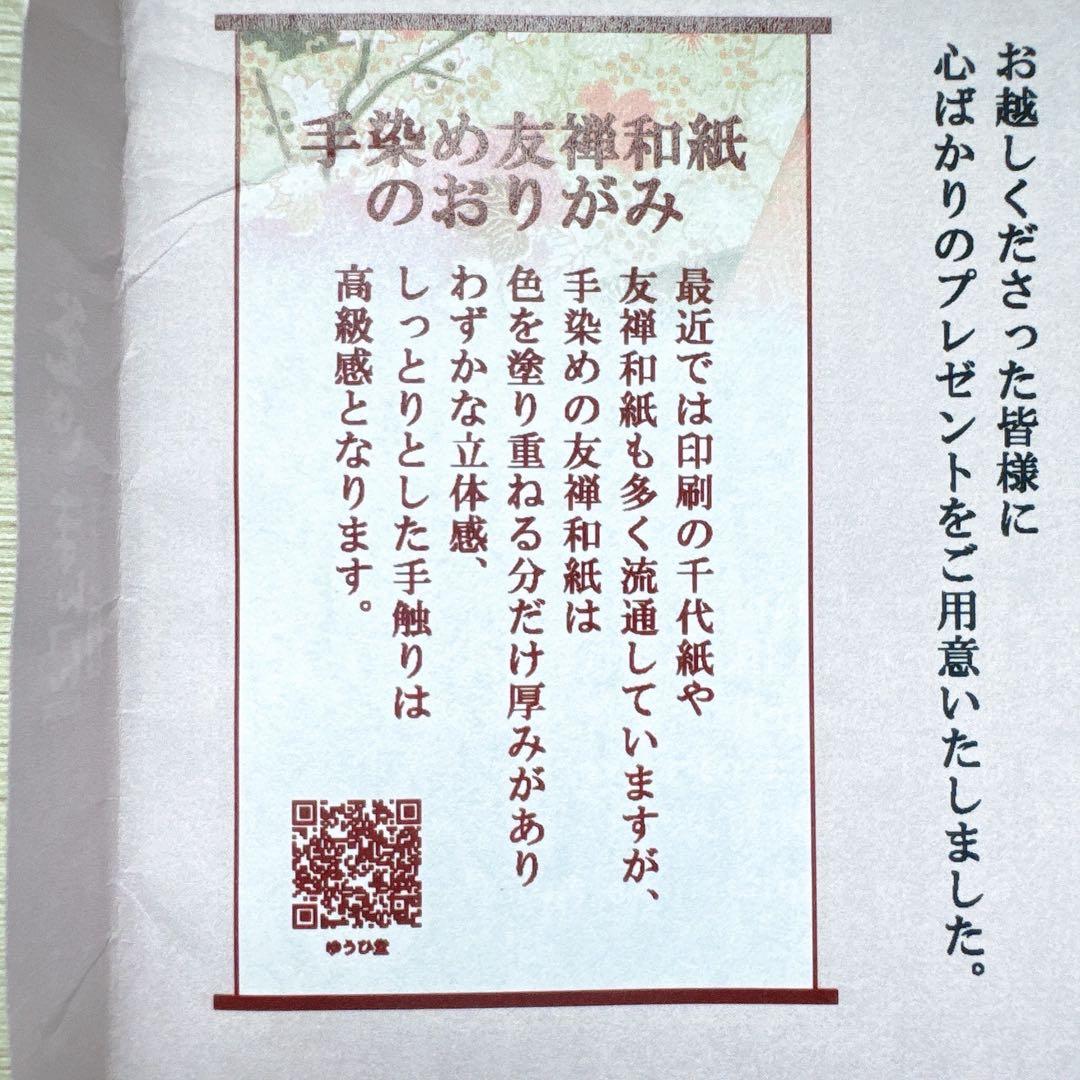 お越しくださった皆様に
心ばかりのプレゼントをご用意いたしました。
手染め友禅和紙
のおりがみ
最近では印刷の千代紙や
友禅和紙も多く流通していますが、
手染めの友禅和紙は
色を塗り重ねる分だけ厚みがあり
わずかな立体感、
しっとりとした手触りは
高級感となります。
ゆうひ堂